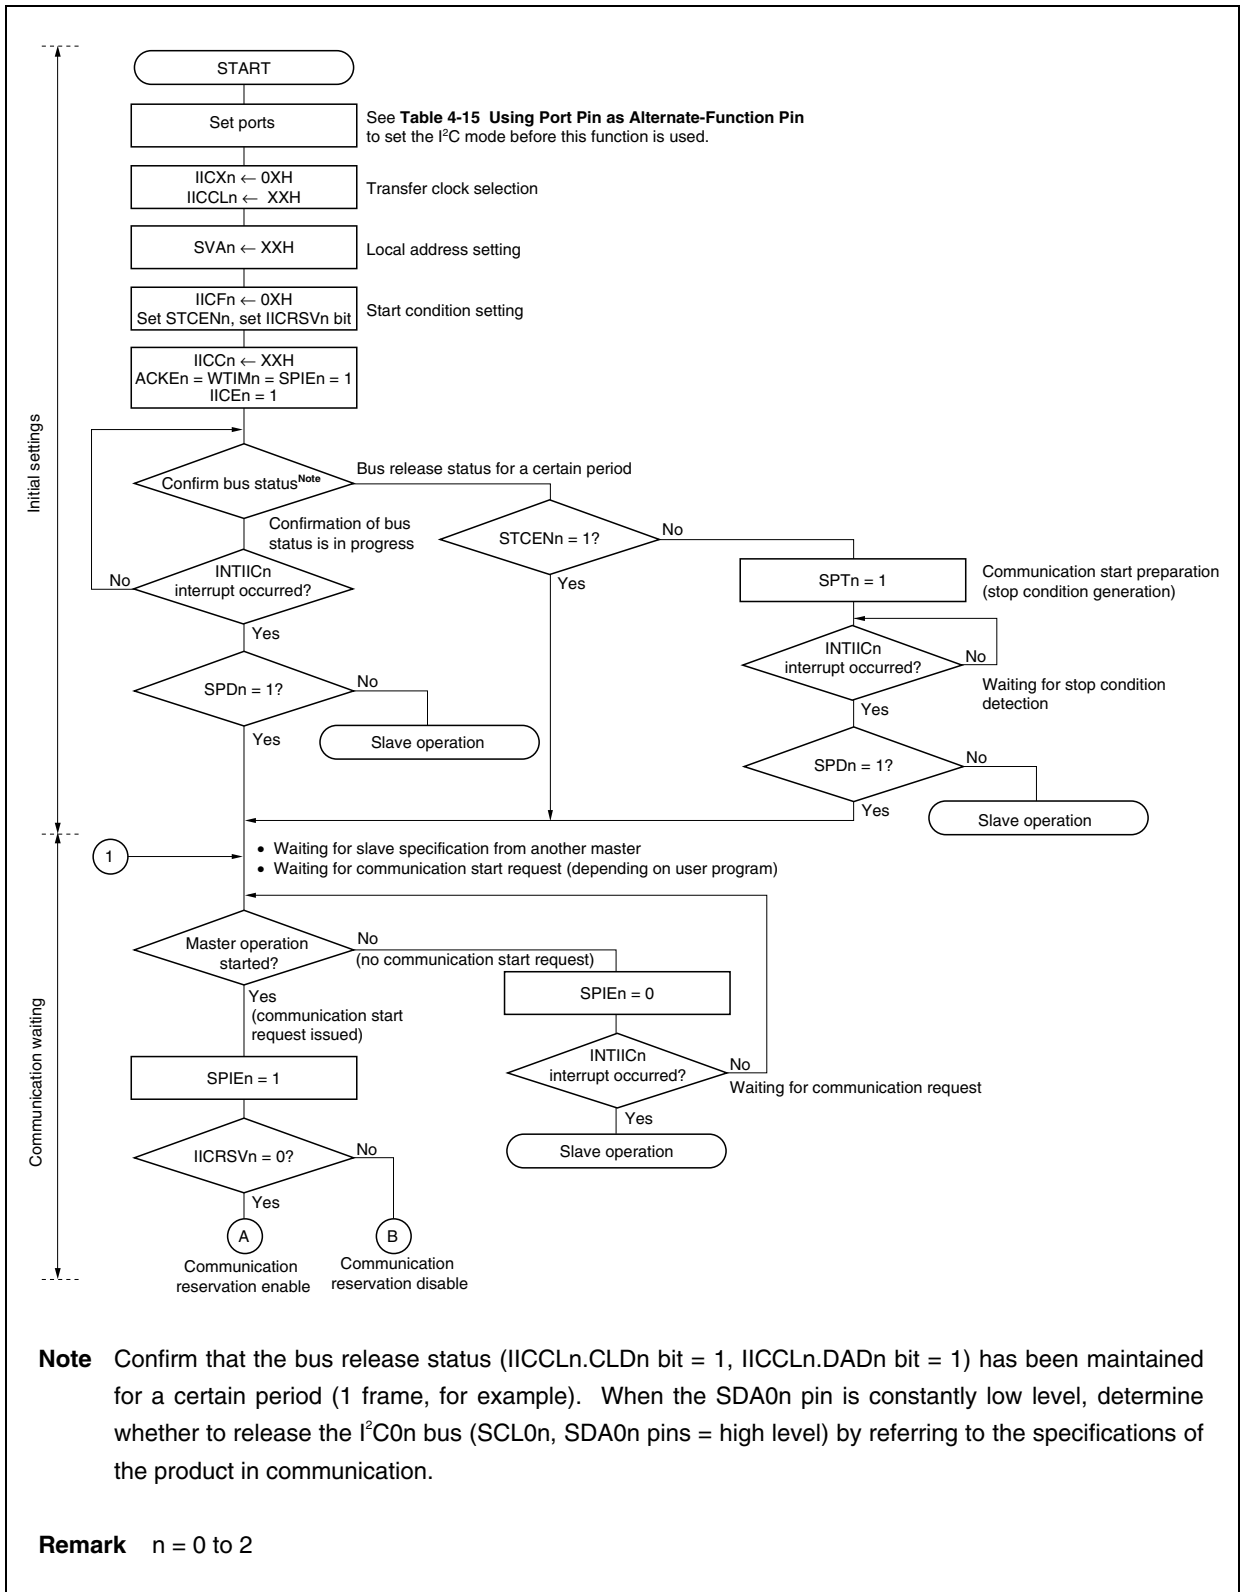 START
Set ports
See Table 4-15 Using Port Pin as Alternate-Function Pin
to set the I²C mode before this function is used.
IICXn ← 0XH
IICCLn ← XXH
Transfer clock selection
SVAn ← XXH
Local address setting
IICFn ← 0XH
Set STCENn, set IICRSVn bit
Start condition setting
IICCn ← XXH
ACKEn = WTIMn = SPIEn = 1
IICEn = 1
Initial settings
Confirm bus statusNote
Bus release status for a certain period
Confirmation of bus
status is in progress
STCENn = 1?
No
Yes
INTIICn
interrupt occurred?
No
Yes
SPTn = 1
Communication start preparation
(stop condition generation)
INTIICn
interrupt occurred?
No
Waiting for stop condition
detection
Yes
SPDn = 1?
No
Yes
Slave operation
SPDn = 1?
No
Yes
Slave operation
1
• Waiting for slave specification from another master
• Waiting for communication start request (depending on user program)
Communication waiting
Master operation
started?
No
(no communication start request)
Yes
(communication start
request issued)
SPIEn = 0
INTIICn
interrupt occurred?
No
Waiting for communication request
Yes
Slave operation
SPIEn = 1
IICRSVn = 0?
No
Yes
A
B
Communication
reservation enable
Communication
reservation disable
Note Confirm that the bus release status (IICCLn.CLDn bit = 1, IICCLn.DADn bit = 1) has been maintained
for a certain period (1 frame, for example). When the SDA0n pin is constantly low level, determine
whether to release the I²C0n bus (SCL0n, SDA0n pins = high level) by referring to the specifications of
the product in communication.
Remark n = 0 to 2